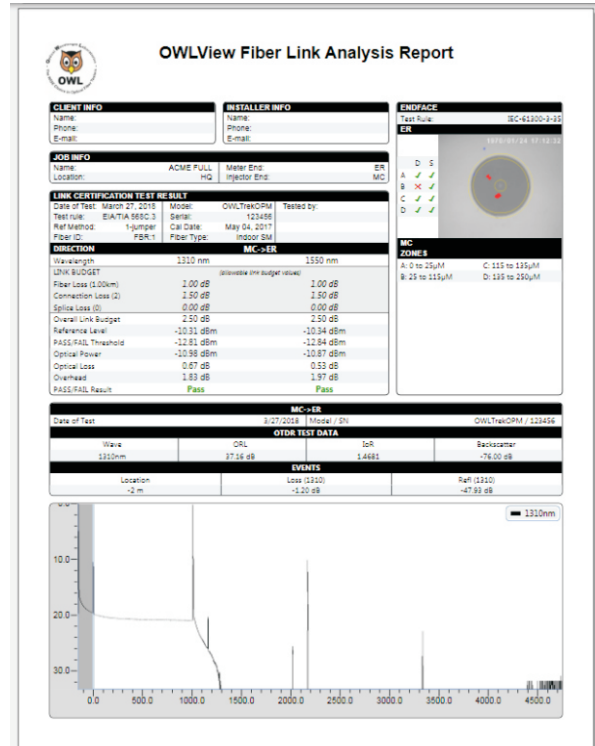 OWLView Fiber Link Analysis Report
OWL
CLIENT INFO
Name:
Phone:
E-mail:
INSTALLER INFO
Name:
Phone:
E-mail:
JOB INFO
Name: ACME FULL Meter End: ER
Location: HQ Injector End: MC
LINK CERTIFICATION TEST RESULT
Date of Test: March 27, 2018 Model: OWLTrekOPM Tested by:
Test rule: EIA/TIA 568C.3 Serial: 123456
Ref Method: 1-jumper Cal Date: May 04, 2017
Fiber ID: FBR:1 Fiber Type: Indoor SM
DIRECTION MC->ER
Wavelength 1310 nm 1550 nm
LINK BUDGET (allowable link budget values)
Fiber Loss (1.00km) 1.00 dB 1.00 dB
Connection Loss (2) 1.50 dB 1.50 dB
Splice Loss (0) 0.00 dB 0.00 dB
Overall Link Budget 2.50 dB 2.50 dB
Reference Level -10.31 dBm -10.34 dBm
PASS/FAIL Threshold -12.81 dBm -12.84 dBm
Optical Power -10.98 dBm -10.87 dBm
Optical Loss 0.67 dB 0.53 dB
Overhead 1.83 dB 1.97 dB
PASS/FAIL Result Pass Pass
ENDFACE
Test Rule: IEC-61300-3-35
ER
D S
A ✓ ✓
B ✗ ✓
C ✓ ✓
D ✓ ✓
MC
ZONES
A: 0 to 25µM C: 115 to 135µM
B: 25 to 115µM D: 135 to 250µM
MC->ER
Date of Test 3/27/2018 Model / SN OWLTrekOPM / 123456
OTDR TEST DATA
Wave ORL IoR Backscatter
1310nm 37.16 dB 1.4681 -76.00 dB
EVENTS
Location Loss (1310) Refl (1310)
-2 m -1.20 dB -47.93 dB
1310nm
10.0
20.0
30.0
0.0 500.0 1000.0 1500.0 2000.0 2500.0 3000.0 3500.0 4000.0 4500.0